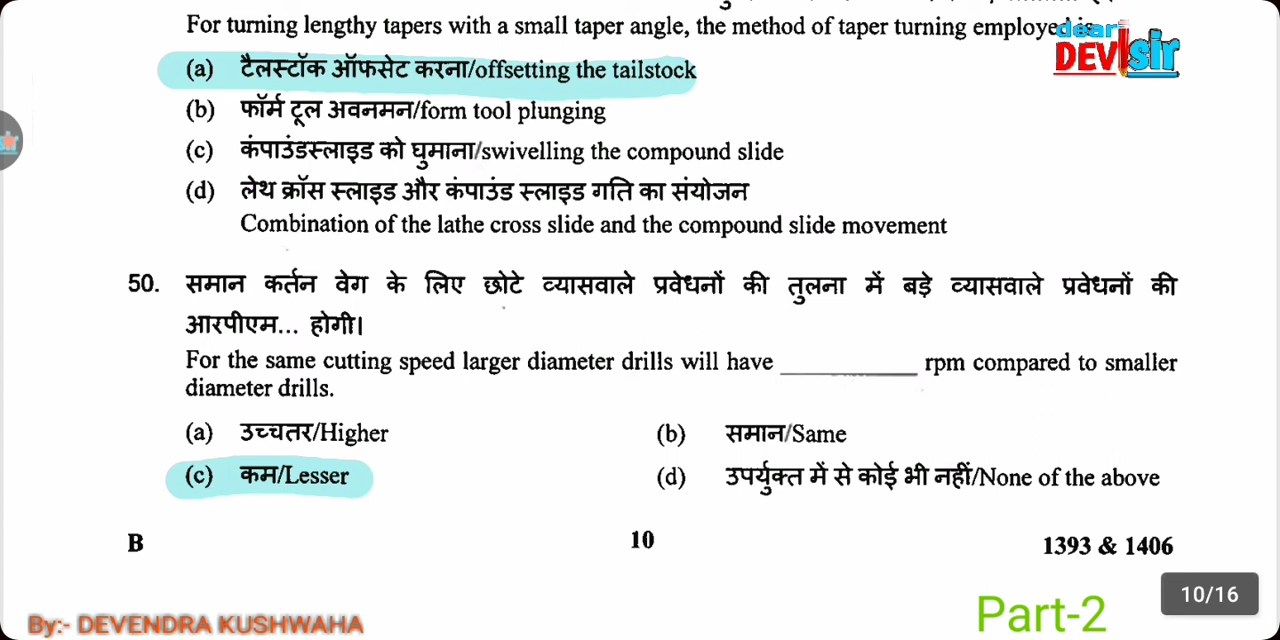 For turning lengthy tapers with a small taper angle, the method of taper turning employed is
dear
DEVIsir
(a) टैलस्टॉक ऑफसेट करना/offsetting the tailstock
(b) फॉर्म टूल अवनमन/form tool plunging
(c) कंपाउंडस्लाइड को घुमाना/swivelling the compound slide
(d) लेथ क्रॉस स्लाइड और कंपाउंड स्लाइड गति का संयोजन
Combination of the lathe cross slide and the compound slide movement
50. समान कर्तन वेग के लिए छोटे व्यासवाले प्रवेधनों की तुलना में बड़े व्यासवाले प्रवेधनों की
आरपीएम... होगी।
For the same cutting speed larger diameter drills will have __________ rpm compared to smaller
diameter drills.
(a) उच्चतर/Higher (b) समान/Same
(c) कम/Lesser (d) उपर्युक्त में से कोई भी नहीं/None of the above
B 10 1393 & 1406
10/16
Part-2
By:- DEVENDRA KUSHWAHA